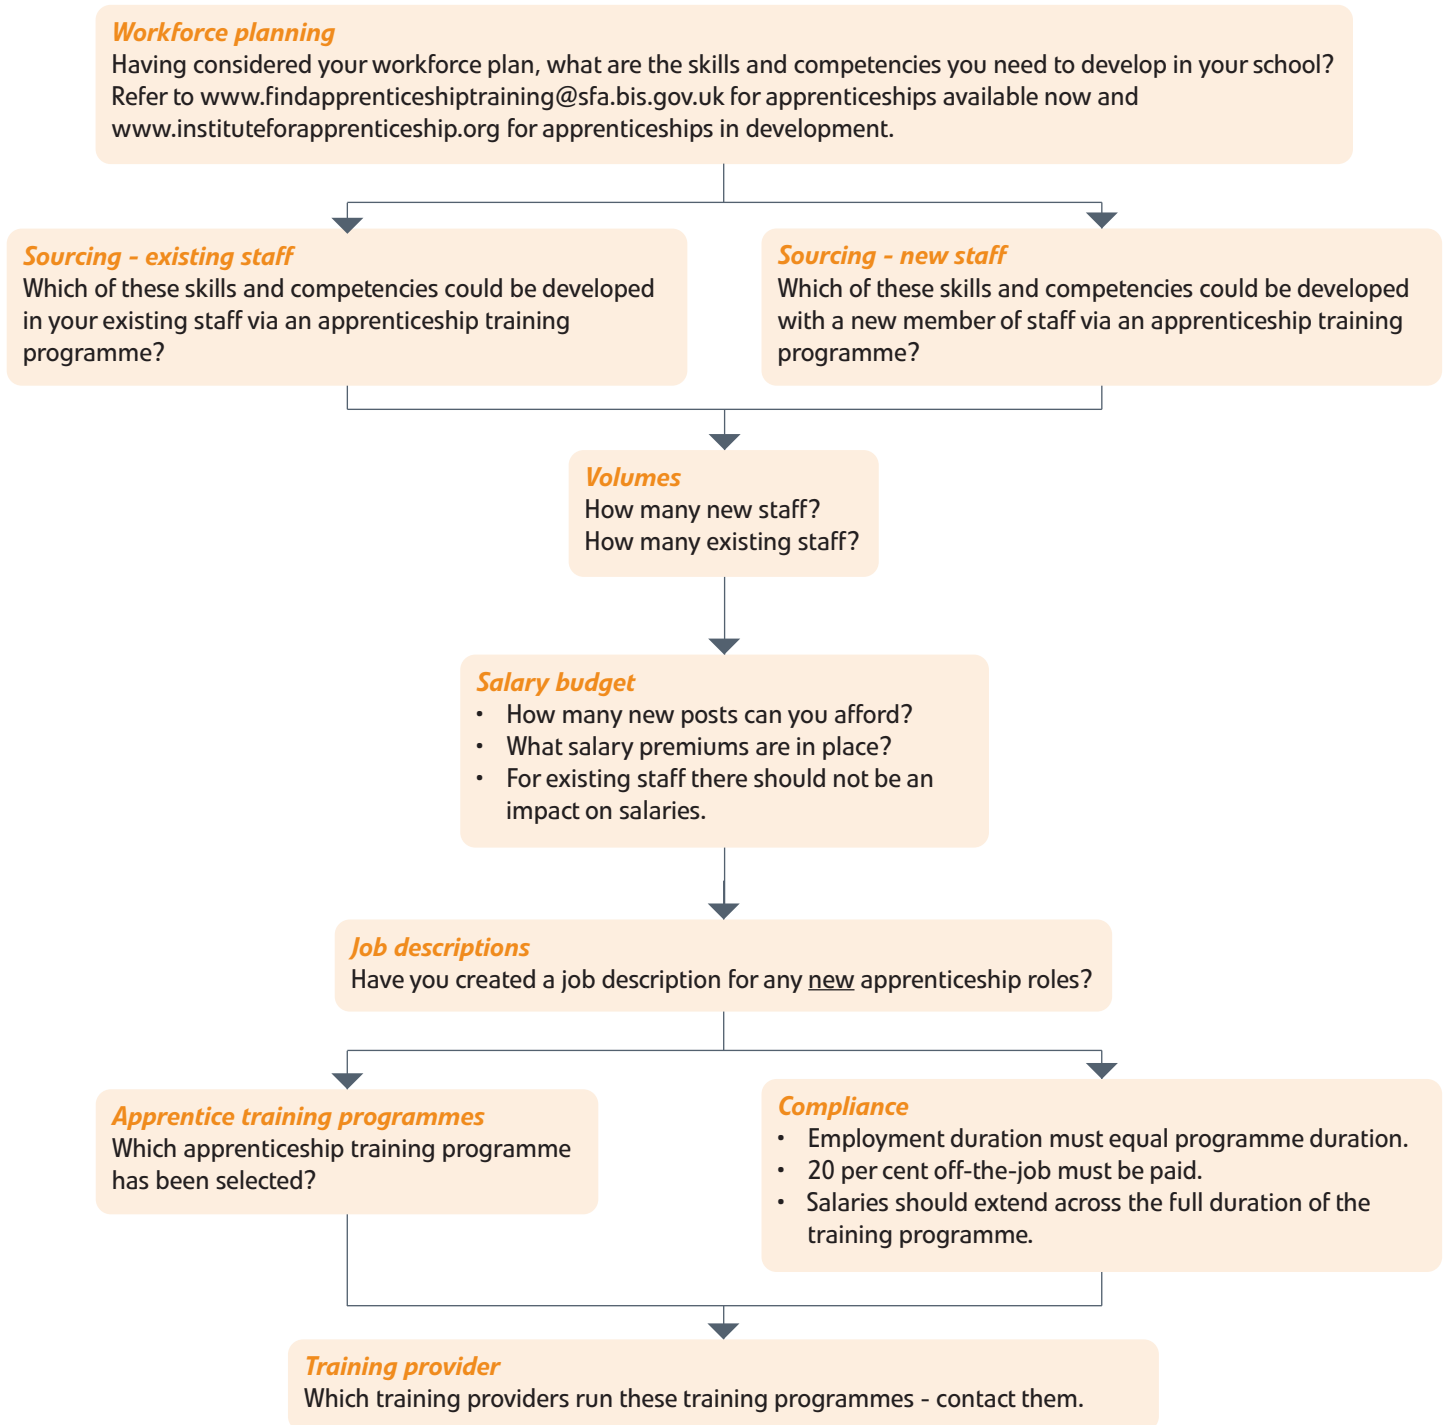 Workforce planning
Having considered your workforce plan, what are the skills and competencies you need to develop in your school?
Refer to www.findapprenticeshiptraining@sfa.bis.gov.uk for apprenticeships available now and
www.instituteforapprenticeship.org for apprenticeships in development.
Sourcing - existing staff
Which of these skills and competencies could be developed
in your existing staff via an apprenticeship training
programme?
Sourcing - new staff
Which of these skills and competencies could be developed
with a new member of staff via an apprenticeship training
programme?
Volumes
How many new staff?
How many existing staff?
Salary budget
• How many new posts can you afford?
• What salary premiums are in place?
• For existing staff there should not be an
impact on salaries.
Job descriptions
Have you created a job description for any new apprenticeship roles?
Apprentice training programmes
Which apprenticeship training programme
has been selected?
Compliance
• Employment duration must equal programme duration.
• 20 per cent off-the-job must be paid.
• Salaries should extend across the full duration of the
training programme.
Training provider
Which training providers run these training programmes - contact them.